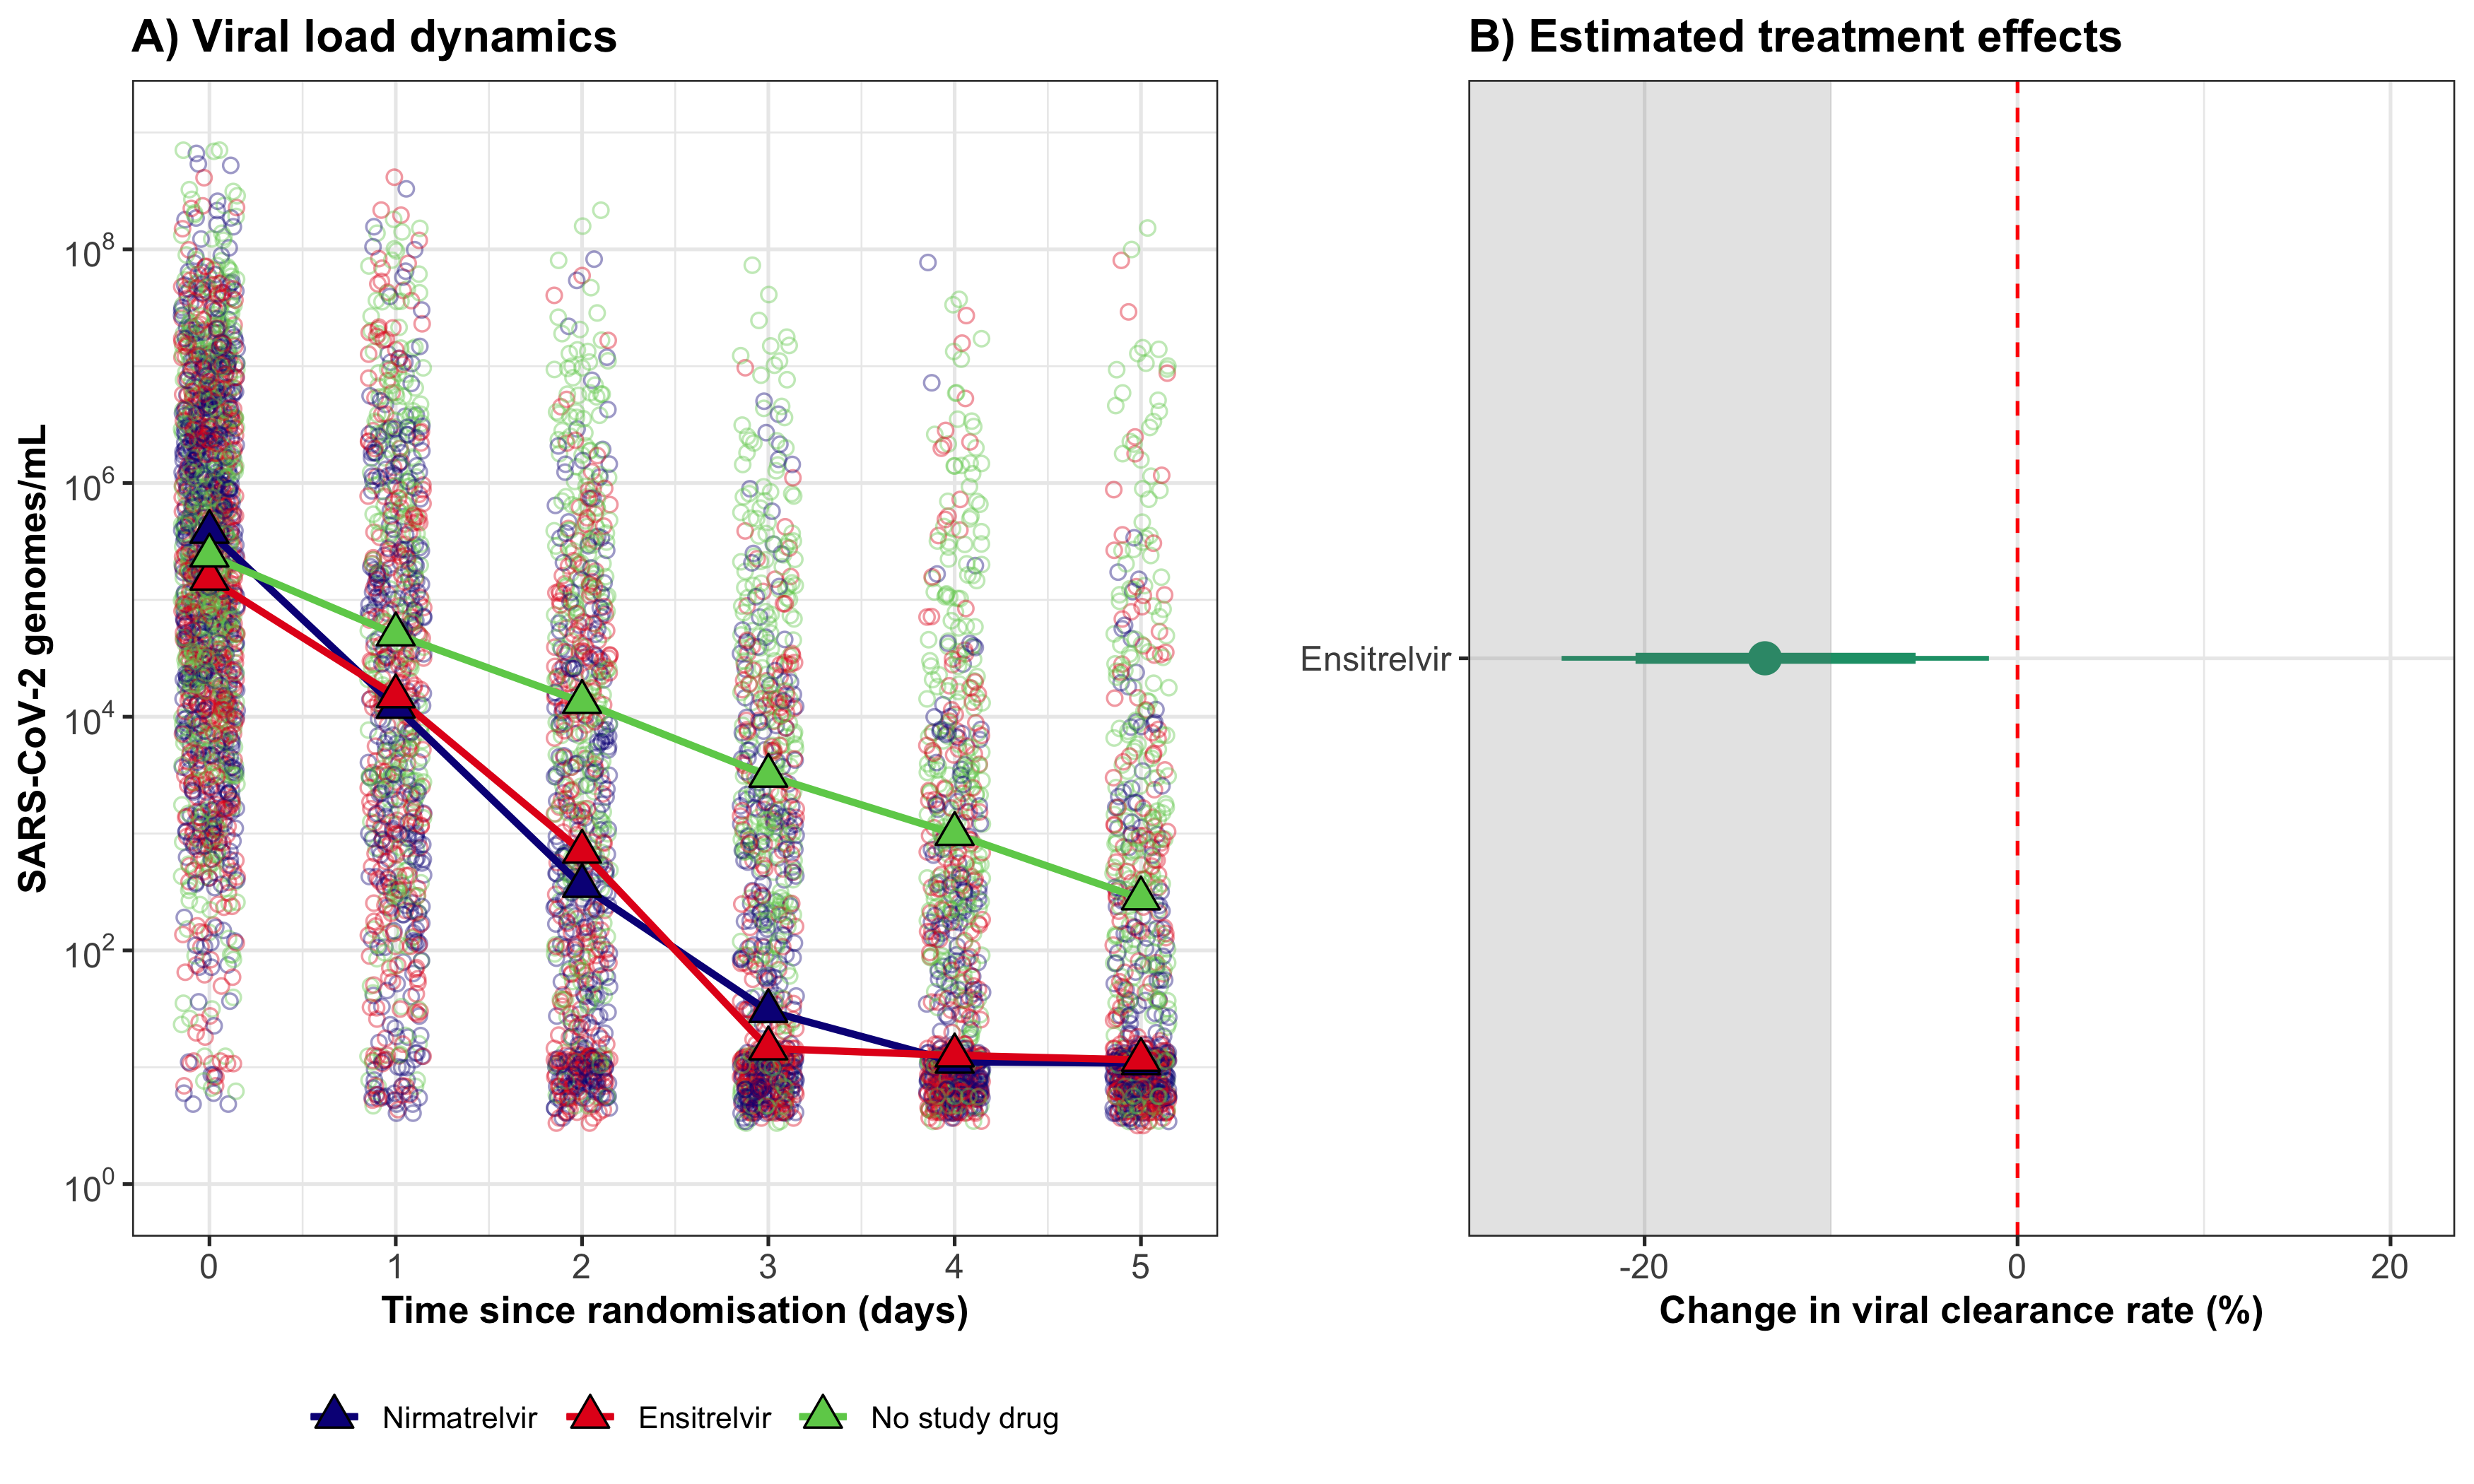 A) Viral load dynamics
B) Estimated treatment effects
SARS-CoV-2 genomes/mL
10^8
10^6
10^4
10^2
10^0
0 1 2 3 4 5
Time since randomisation (days)
Nirmatrelvir Ensitrelvir No study drug
Ensitrelvir
-20 0 20
Change in viral clearance rate (%)